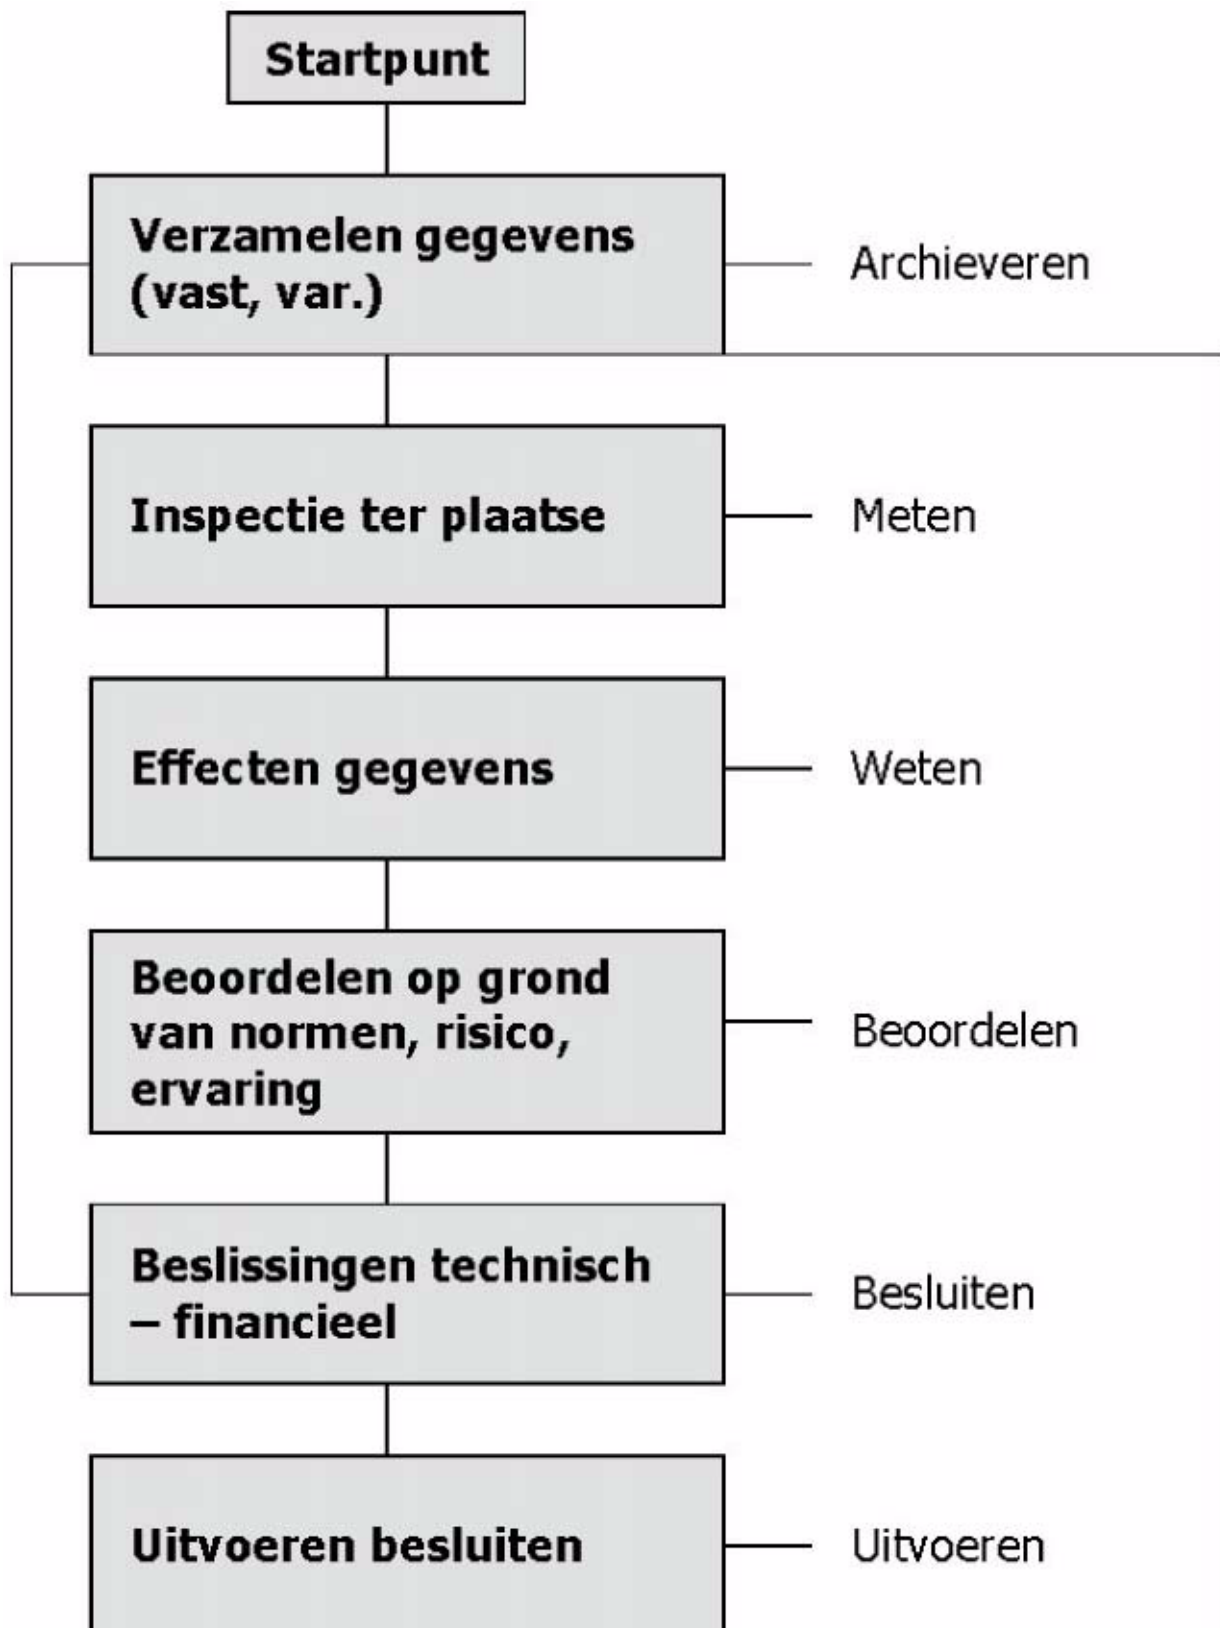 Startpunt
Verzamelen gegevens
(vast, var.)
Archieveren
Inspectie ter plaatse
Meten
Effecten gegevens
Weten
Beoordelen op grond
van normen, risico,
ervaring
Beoordelen
Beslissingen technisch
– financieel
Besluiten
Uitvoeren besluiten
Uitvoeren